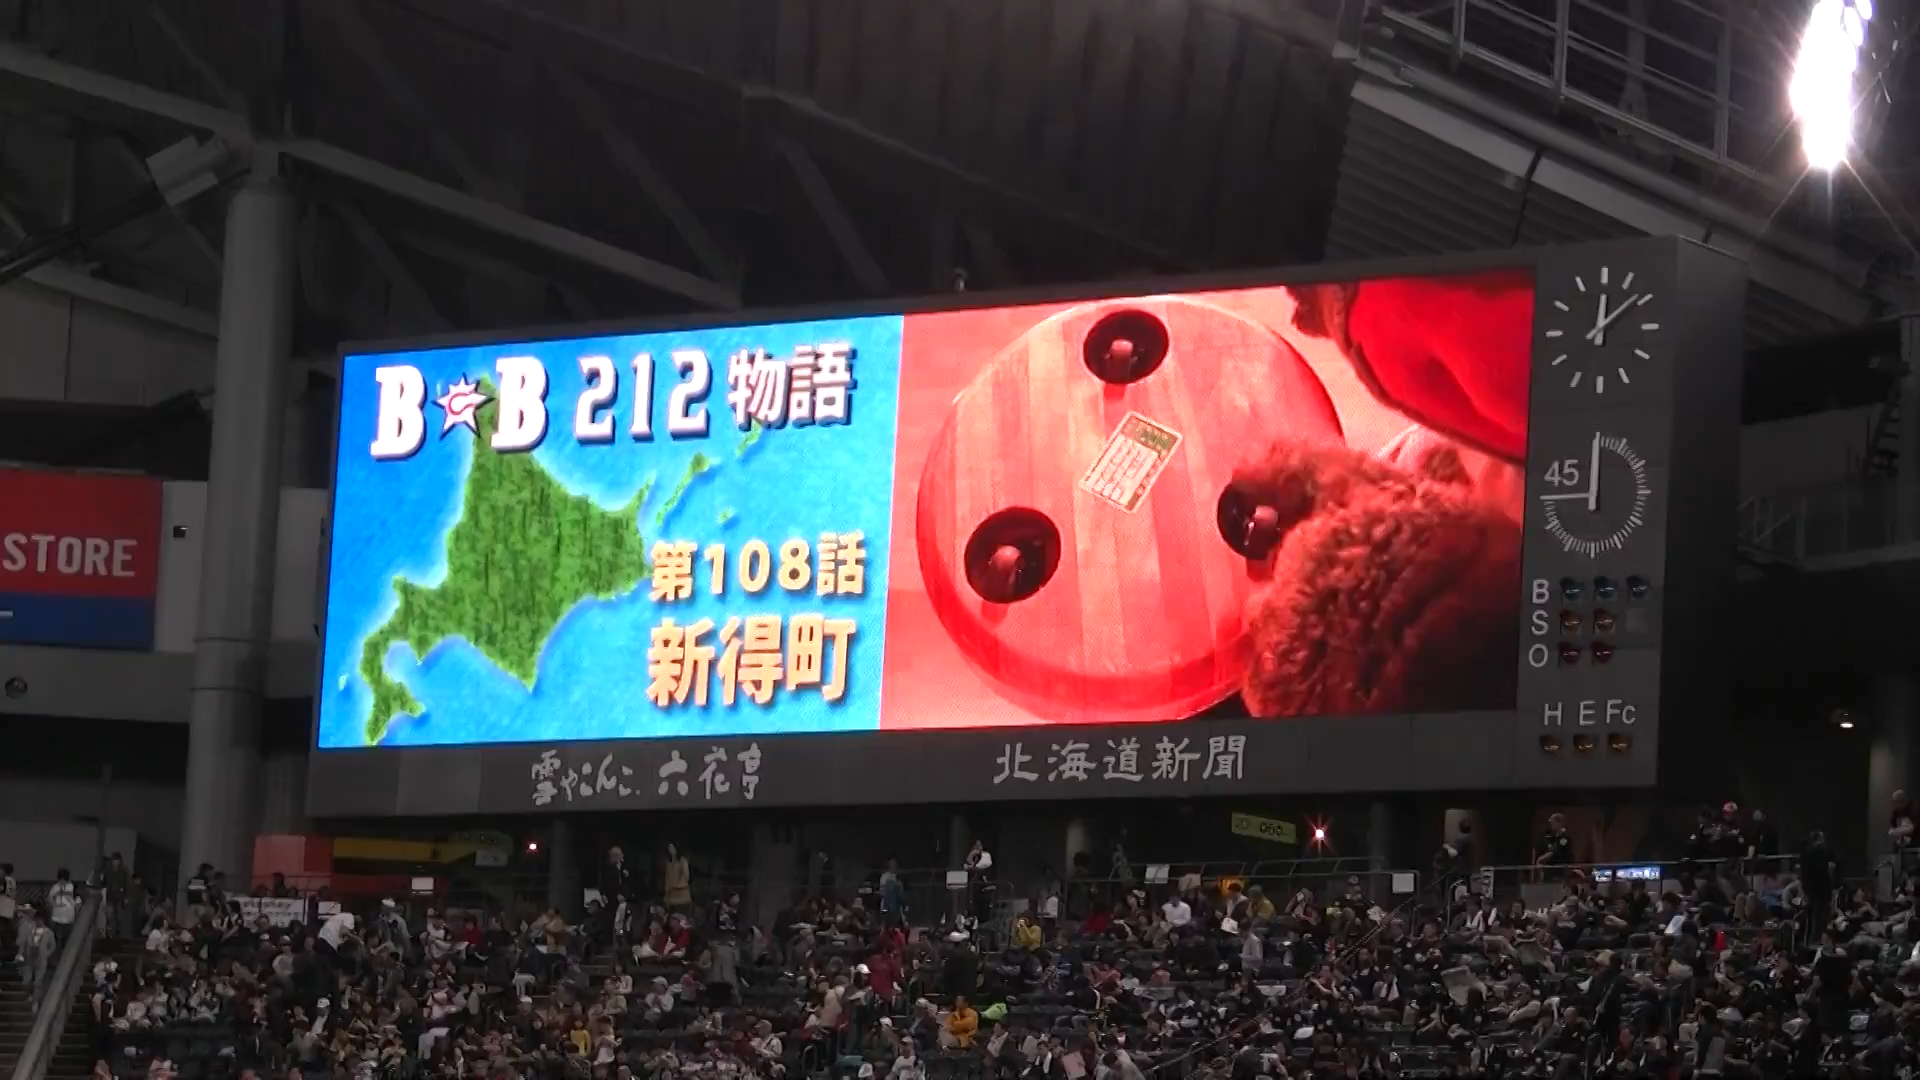 B☆B 212 物語
第108話
新得町
STORE
45
B
S
O
H E Fc
雪やこんこ. 六花亭
北海道新聞